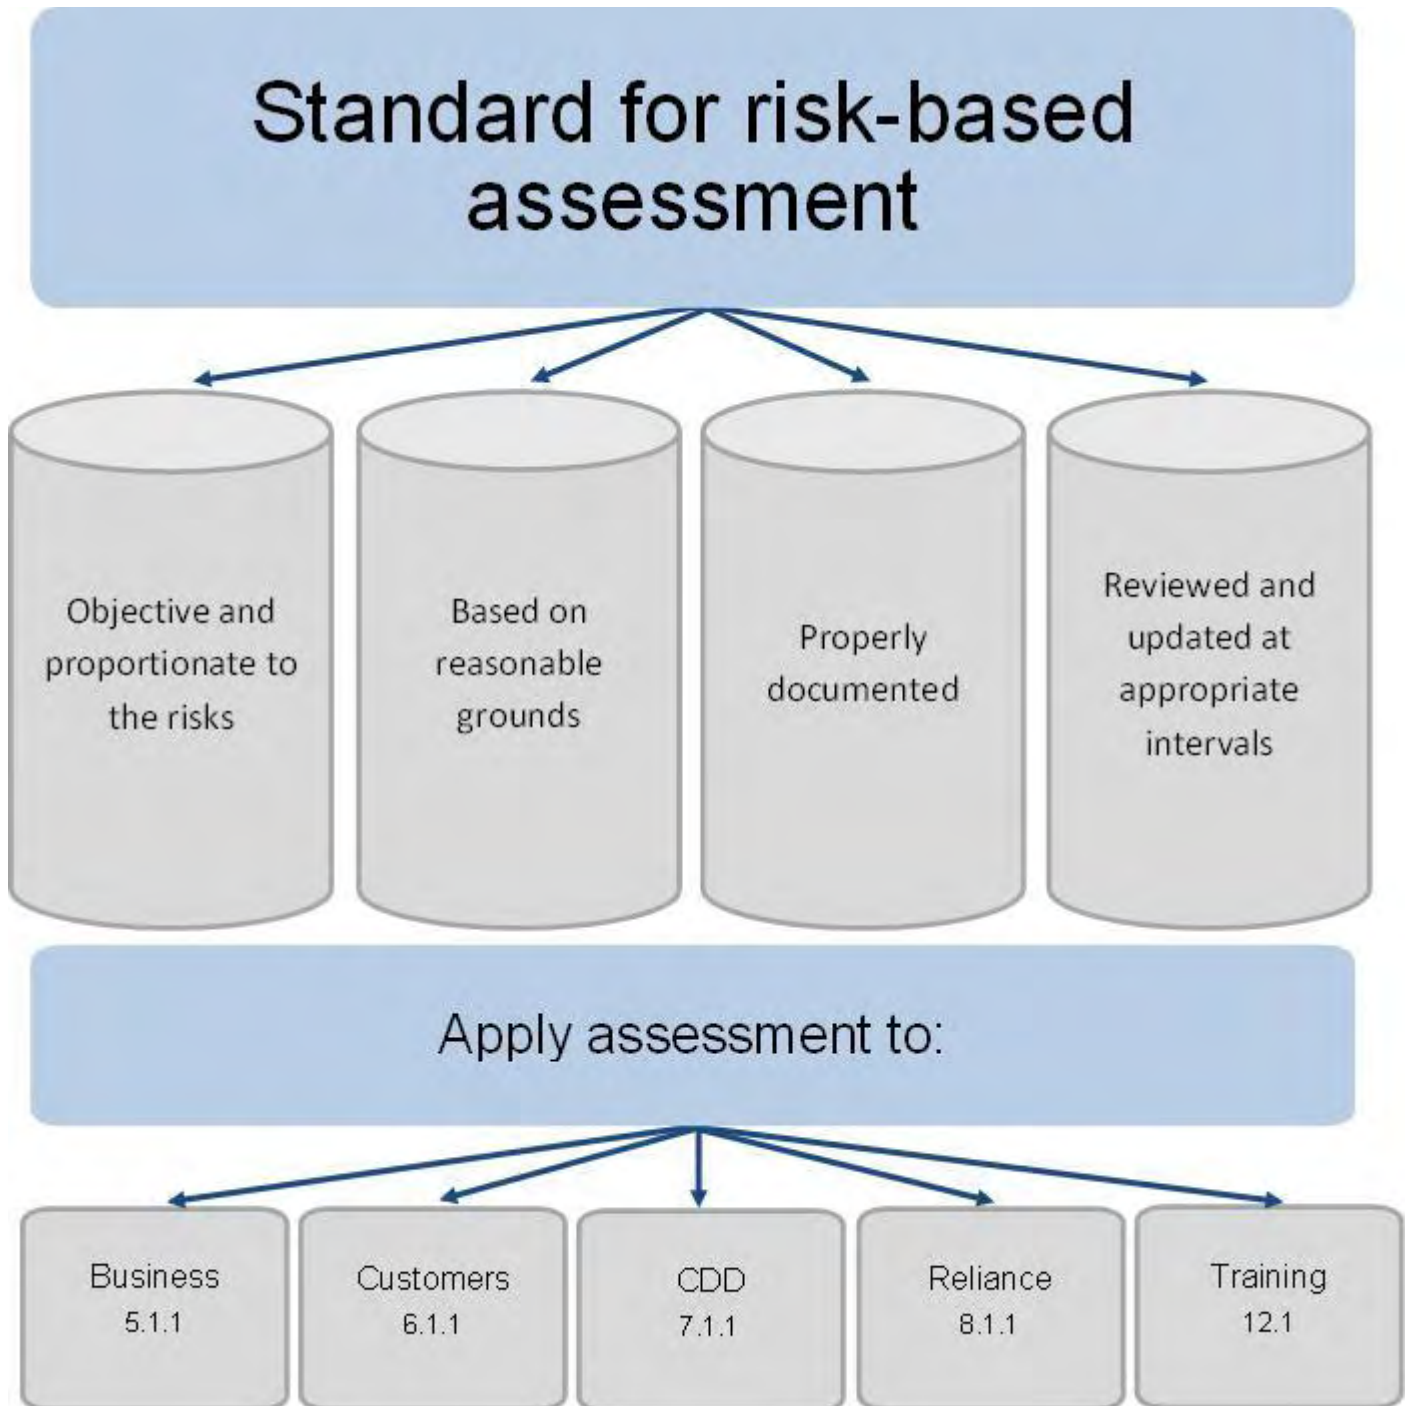 Standard for risk-based
assessment
Objective and
proportionate to
the risks
Based on
reasonable
grounds
Properly
documented
Reviewed and
updated at
appropriate
intervals
Apply assessment to:
Business
5.1.1
Customers
6.1.1
CDD
7.1.1
Reliance
8.1.1
Training
12.1